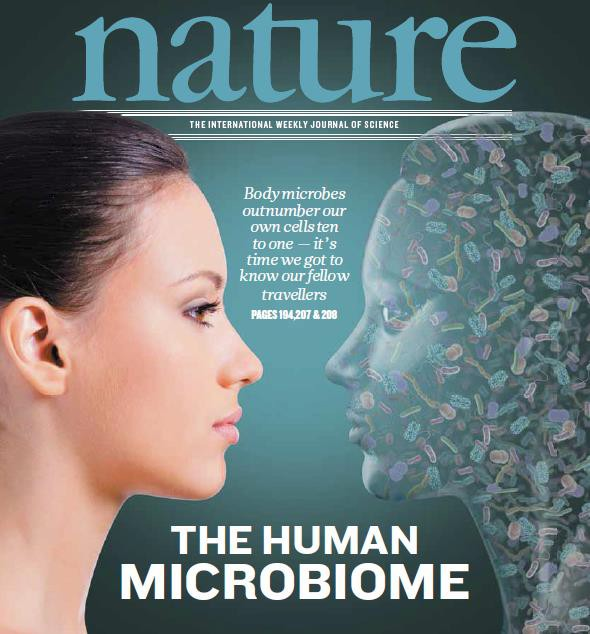 nature
THE INTERNATIONAL WEEKLY JOURNAL OF SCIENCE
Body microbes
outnumber our
own cells ten
to one — it's
time we got to
know our fellow
travellers
PAGES 194,207 & 208
THE HUMAN
MICROBIOME